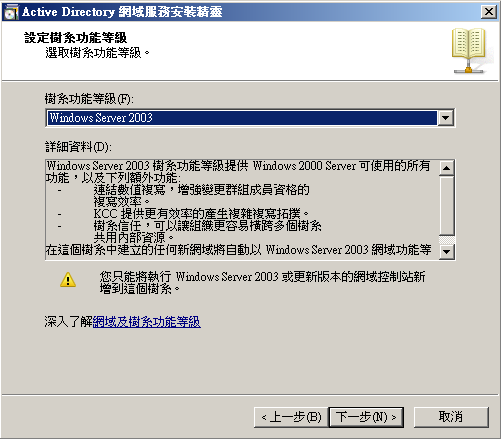 Active Directory 網域服務安裝精靈
設定樹系功能等級
選取樹系功能等級。
樹系功能等級(F):
Windows Server 2003
詳細資料(D):
Windows Server 2003 樹系功能等級提供 Windows 2000 Server 可使用的所有
功能，以及下列額外功能:
- 連結數值複寫，增強變更群組成員資格的
複寫效率。
- KCC 提供更有效率的產生複雜複寫拓撲。
- 樹系信任，可以讓組織更容易橫跨多個樹系
共用內部資源。
在這個樹系中建立的任何新網域將自動以 Windows Server 2003 網域功能等
您只能將執行 Windows Server 2003 或更新版本的網域控制站新
增到這個樹系。
深入了解網域及樹系功能等級
< 上一步(B) 下一步(N) > 取消